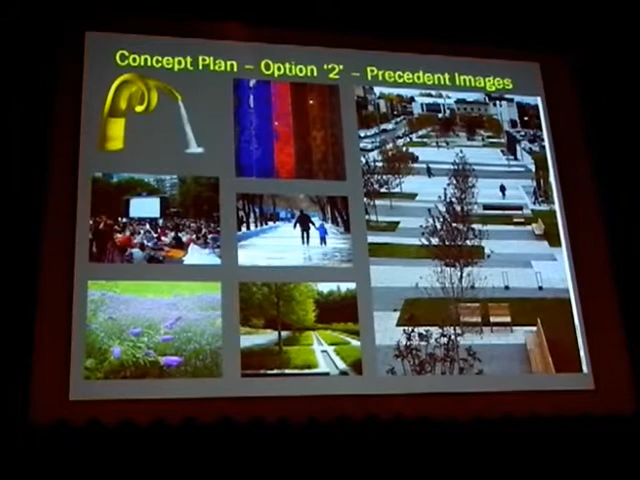 Concept Plan – Option '2' – Precedent Images